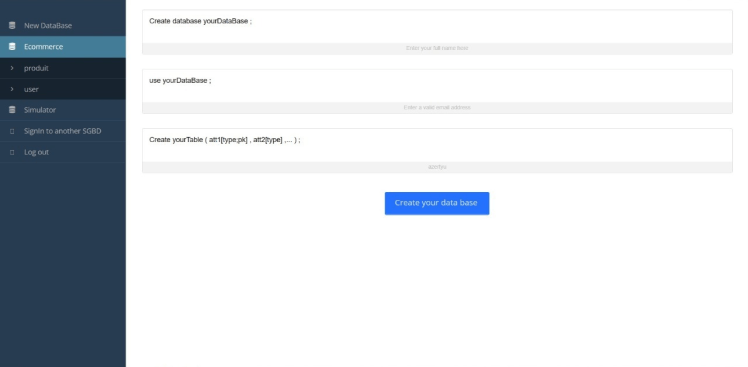 New DataBase
Ecommerce
produit
user
Simulator
SignIn to another SGBD
Log out
Create database yourDataBase ;
Enter your full name here
use yourDataBase ;
Enter a valid email address
Create yourTable ( att1[type:pk] , att2[type] ,... ) ;
Create your data base